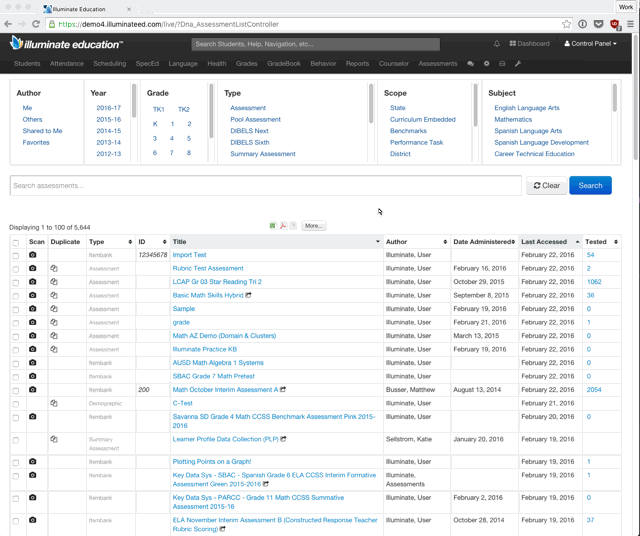 Illuminate Education
Work
https://demo4.illuminateed.com/live/?Dna_AssessmentListController
illuminate education™
Search Students, Help, Navigation, etc...
Dashboard
Control Panel
Students Attendance Scheduling SpecEd Language Health Grades GradeBook Behavior Reports Counselor Assessments
Author Year Grade Type Scope Subject
Me 2016-17 TK1 TK2 Assessment State English Language Arts
Others 2015-16 K 1 2 Pool Assessment Curriculum Embedded Mathematics
Shared to Me 2014-15 3 4 5 DIBELS Next Benchmarks Spanish Language Arts
Favorites 2013-14 6 7 8 DIBELS Sixth Performance Task Spanish Language Development
2012-13 Summary Assessment District Career Technical Education
Search assessments...
Clear
Search
Displaying 1 to 100 of 5,644
More...
Scan Duplicate Type ID Title Author Date Administered Last Accessed Tested
Itembank 12345678 Import Test Illuminate, User February 22, 2016 54
Assessment Rubric Test Assessment Illuminate, User February 16, 2016 February 22, 2016 2
Assessment LCAP Gr 03 Star Reading Tri 2 Illuminate, User October 29, 2015 February 22, 2016 1062
Assessment Basic Math Skills Hybrid Illuminate, User September 8, 2015 February 22, 2016 36
Assessment Sample Illuminate, User February 19, 2016 February 22, 2016 0
Assessment grade Illuminate, User February 21, 2016 February 22, 2016 1
Assessment Math AZ Demo (Domain & Clusters) Illuminate, User March 13, 2015 February 22, 2016 0
Assessment Illuminate Practice KB Illuminate, User February 19, 2016 February 22, 2016 0
Itembank AUSD Math Algebra 1 Systems Illuminate, User February 22, 2016 0
Itembank SBAC Grade 7 Math Pretest Illuminate, User February 22, 2016 0
Itembank 200 Math October Interim Assessment A Busser, Matthew August 13, 2014 February 22, 2016 2054
Demographic C-Test Illuminate, User February 21, 2016
Itembank Savanna SD Grade 4 Math CCSS Benchmark Assessment Pink 2015- Illuminate, User February 20, 2016 0
2016
Summary Learner Profile Data Collection (PLP) Sellstrom, Katie January 20, 2016 February 19, 2016
Assessment
Itembank Plotting Points on a Graph! Illuminate, User February 19, 2016 1
Itembank Key Data Sys - SBAC - Spanish Grade 6 ELA CCSS Interim Formative Illuminate, February 19, 2016 1
Assessment Green 2015-2016 Assessments
Itembank Key Data Sys - PARCC - Grade 11 Math CCSS Summative Illuminate, User February 2, 2016 February 19, 2016 0
Assessment 2015-16
Itembank ELA November Interim Assessment B (Constructed Response Teacher Illuminate, User October 28, 2014 February 19, 2016 37
Rubric Scoring)